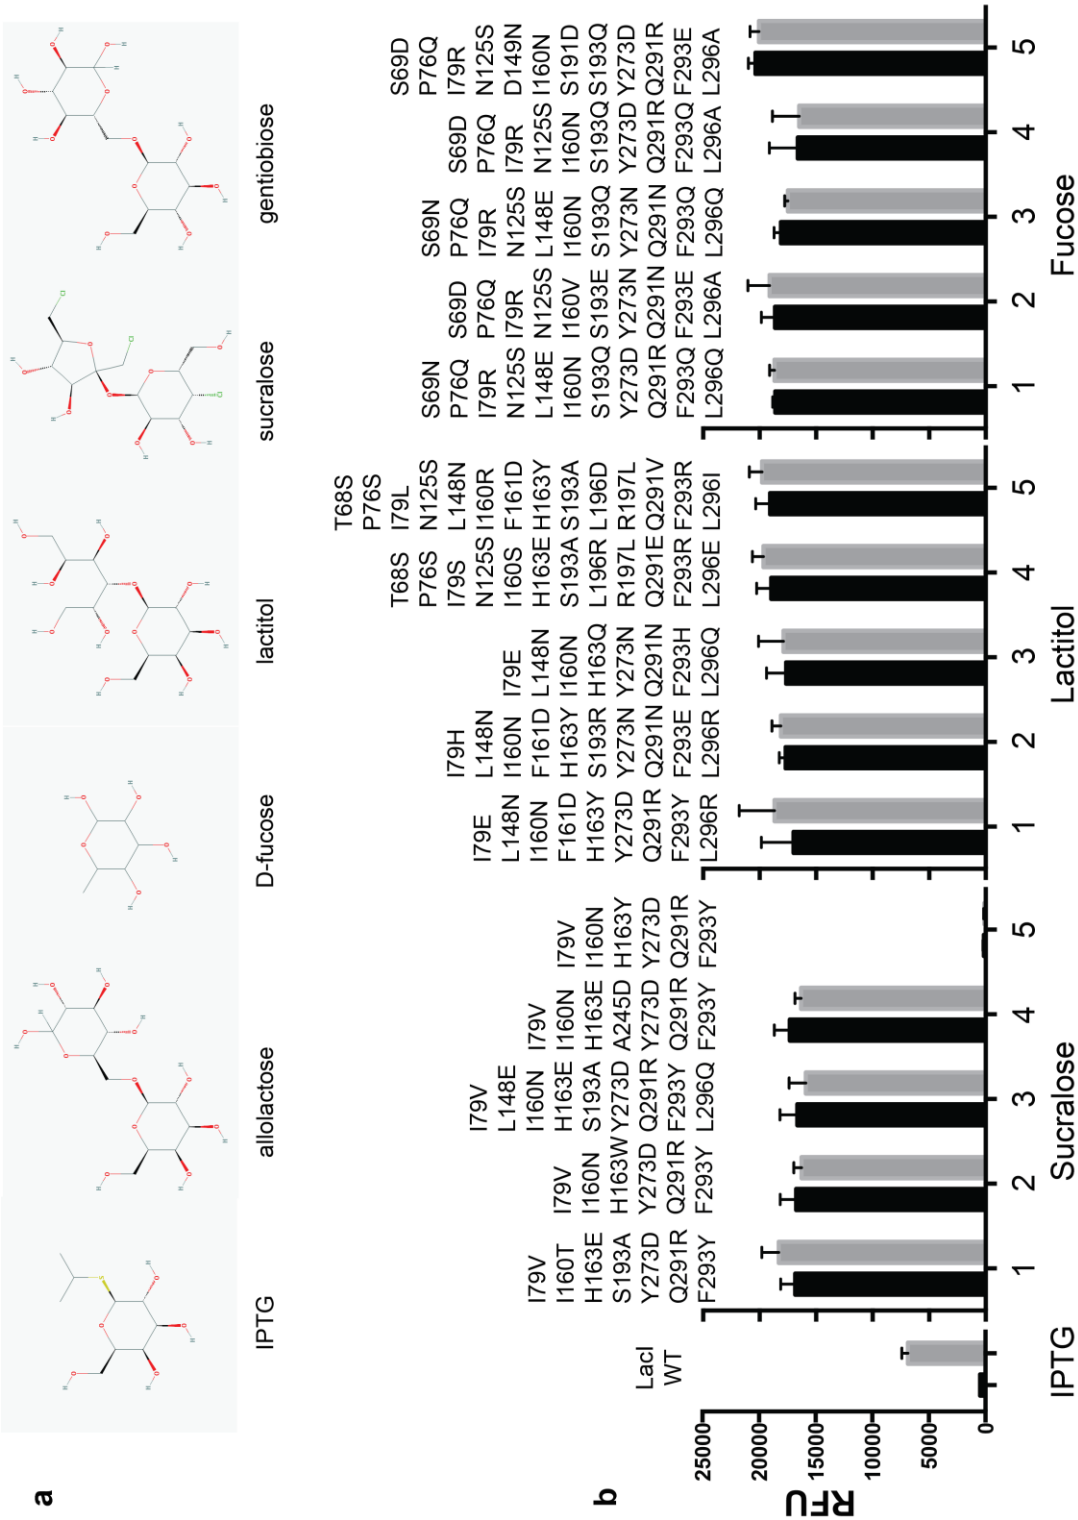 a
IPTG
allolactose
D-fucose
lactitol
sucralose
gentiobiose
b
RFU
25000
20000
15000
10000
5000
0
LacI
WT
IPTG
I79V
I160T
H163E
S193A
Y273D
Q291R
F293Y
1
I79V
I160N
H163W
Y273D
Q291R
F293Y
2
I79V
L148E
I160N
H163E
S193A
Y273D
Q291R
F293Y
L296Q
3
I79V
I160N
H163E
A245D
Y273D
Q291R
F293Y
4
I79V
I160N
H163Y
Y273D
Q291R
F293Y
5
Sucralose
I79E
L148N
I160N
F161D
H163Y
Y273D
Q291R
F293Y
L296R
1
I79H
L148N
I160N
F161D
H163Y
S193R
Y273N
Q291N
F293E
L296R
2
I79E
L148N
I160N
H163Q
Y273N
Q291N
F293H
L296Q
3
T68S
P76S
I79S
N125S
I160S
H163E
S193A
L196R
R197L
Q291E
F293R
L296E
4
T68S
P76S
I79L
N125S
L148N
I160R
F161D
H163Y
S193A
L196D
R197L
Q291V
F293R
L296I
5
Lactitol
S69N
P76Q
I79R
N125S
L148E
I160N
S193Q
Y273D
Q291R
F293Q
L296Q
1
S69D
P76Q
I79R
N125S
I160V
S193E
Y273N
Q291N
F293E
L296A
2
S69N
P76Q
I79R
N125S
L148E
I160N
S193Q
Y273N
Q291N
F293Q
L296Q
3
S69D
P76Q
I79R
N125S
I160N
S193Q
Y273D
Q291R
F293Q
L296A
4
S69D
P76Q
I79R
N125S
D149N
I160N
S191D
S193Q
Y273D
Q291R
F293E
L296A
5
Fucose